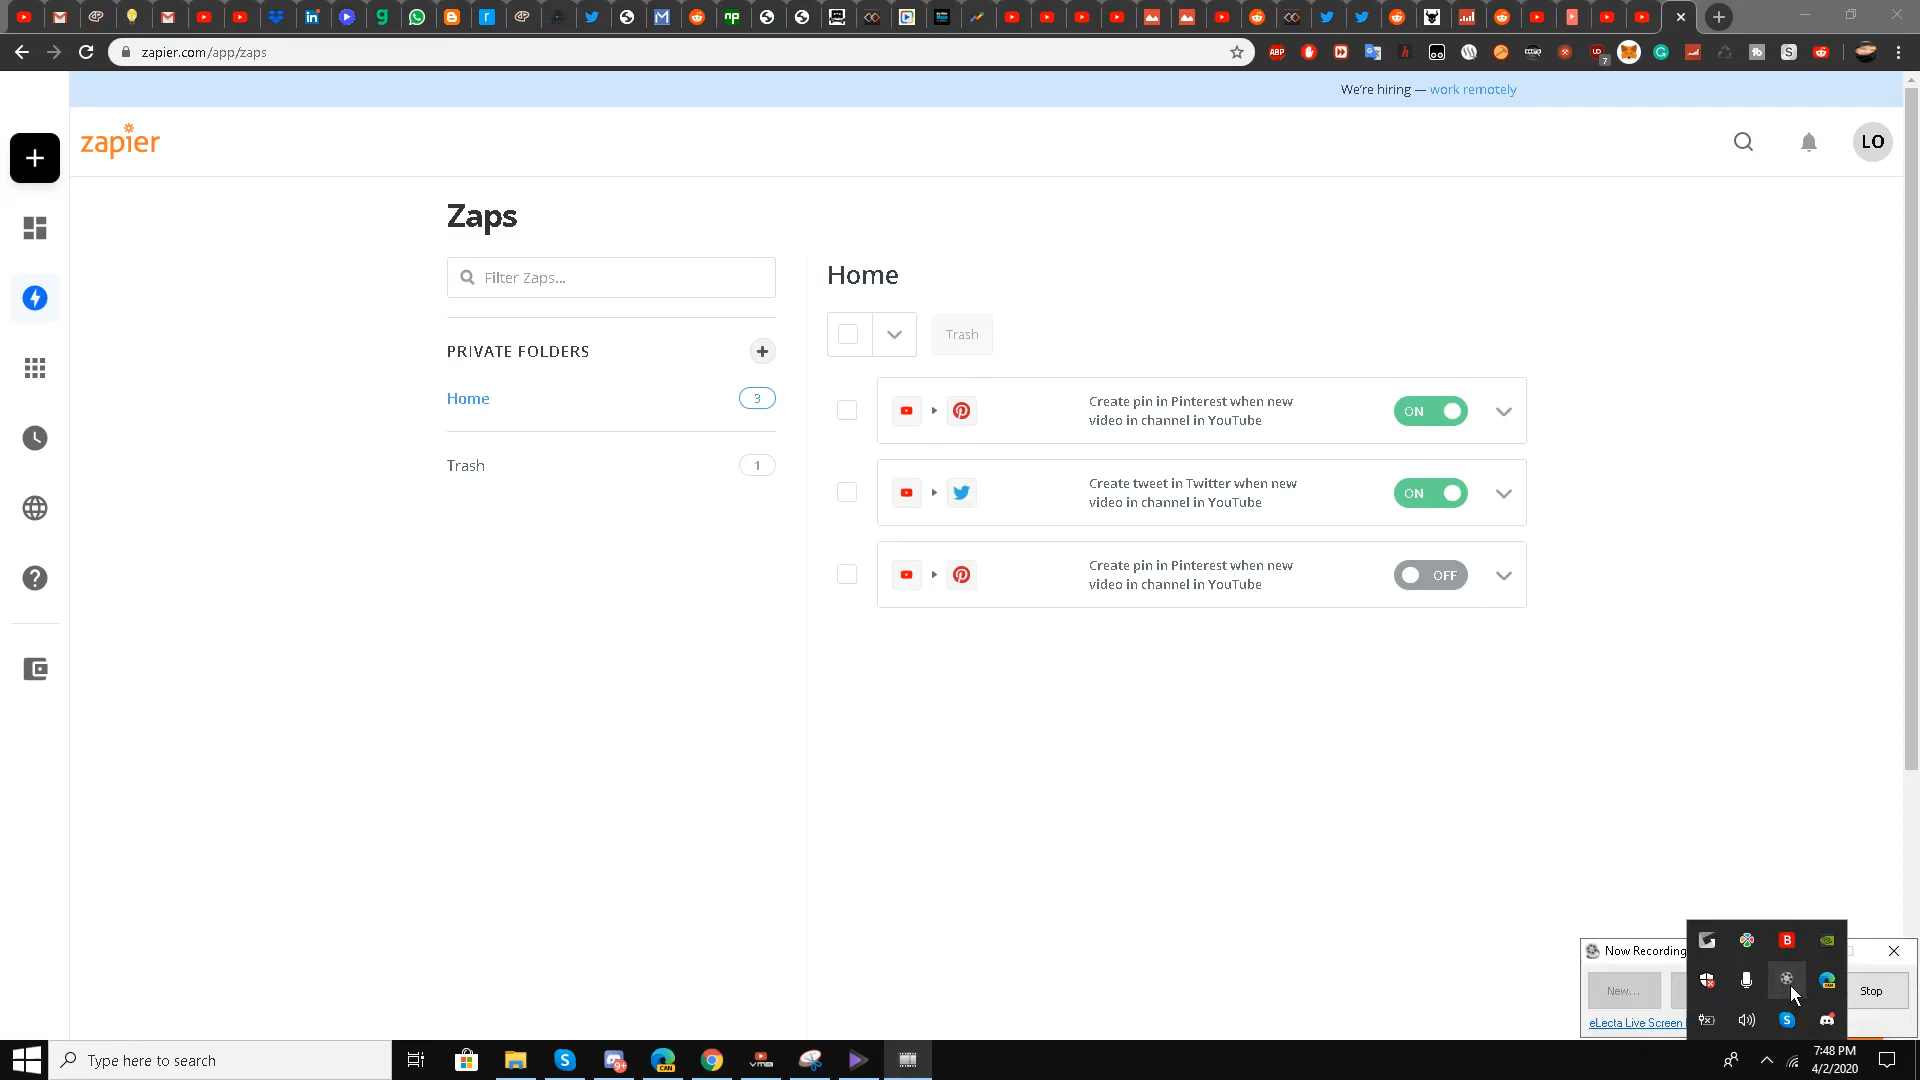 zapier.com/app/zaps
We're hiring — work remotely
zapier
LO
Zaps
Filter Zaps...
Home
Trash
PRIVATE FOLDERS
Home 3
Trash 1
Create pin in Pinterest when new
video in channel in YouTube
ON
Create tweet in Twitter when new
video in channel in YouTube
ON
Create pin in Pinterest when new
video in channel in YouTube
OFF
Now Recording
New...
Stop
eLecta Live Screen
Type here to search
7:48 PM
4/2/2020